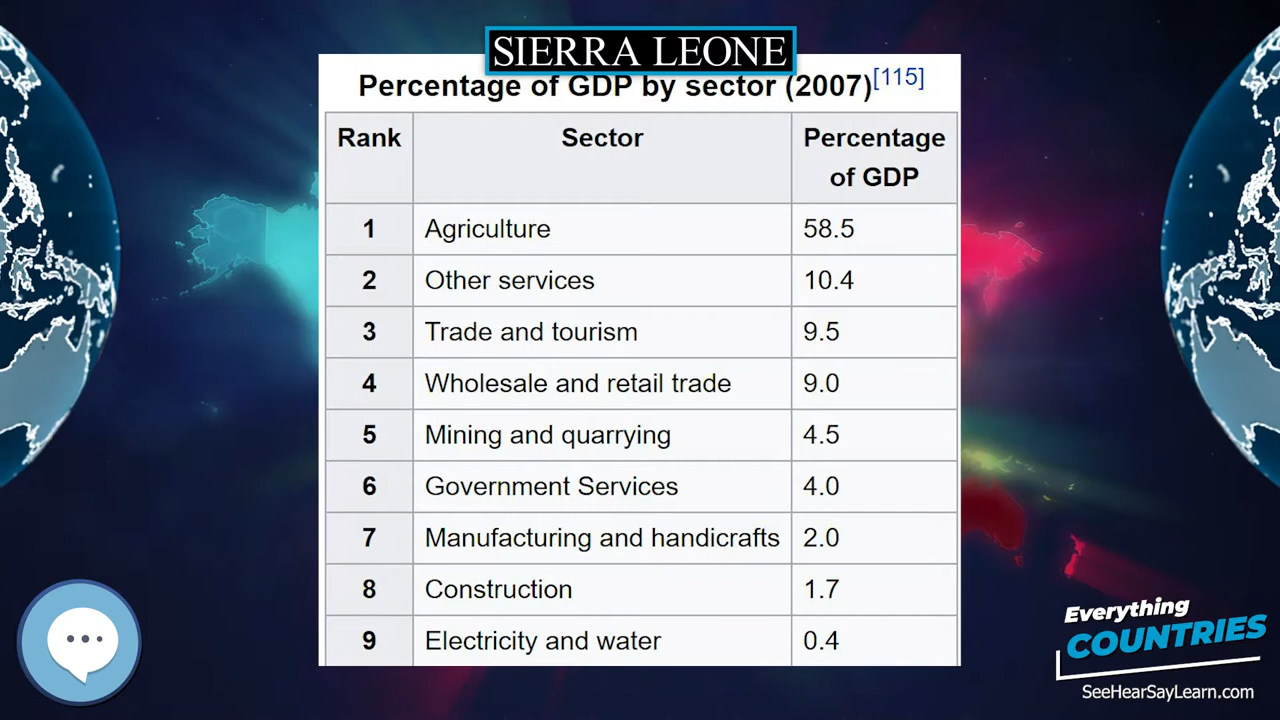 SIERRA LEONE
Percentage of GDP by sector (2007)[115]
Rank Sector Percentage of GDP
1 Agriculture 58.5
2 Other services 10.4
3 Trade and tourism 9.5
4 Wholesale and retail trade 9.0
5 Mining and quarrying 4.5
6 Government Services 4.0
7 Manufacturing and handicrafts 2.0
8 Construction 1.7
9 Electricity and water 0.4
Everything
COUNTRIES
SeeHearSayLearn.com